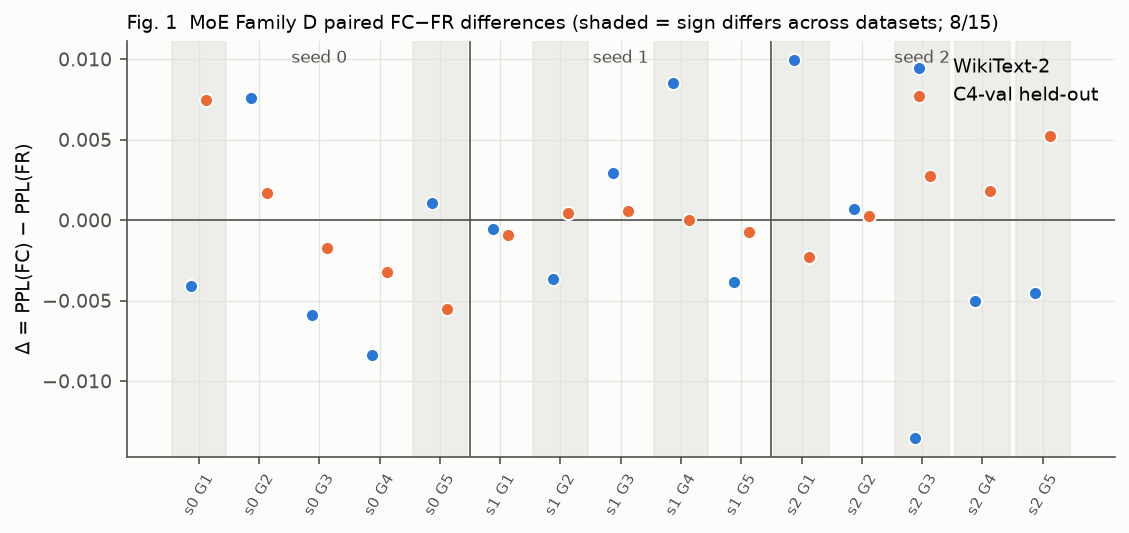 Fig. 1  MoE Family D paired FC−FR differences (shaded = sign differs across datasets; 8/15)
seed 0
seed 1
seed 2
WikiText-2
C4-val held-out
Δ = PPL(FC) − PPL(FR)
0.010
0.005
0.000
−0.005
−0.010
s0 G1
s0 G2
s0 G3
s0 G4
s0 G5
s1 G1
s1 G2
s1 G3
s1 G4
s1 G5
s2 G1
s2 G2
s2 G3
s2 G4
s2 G5